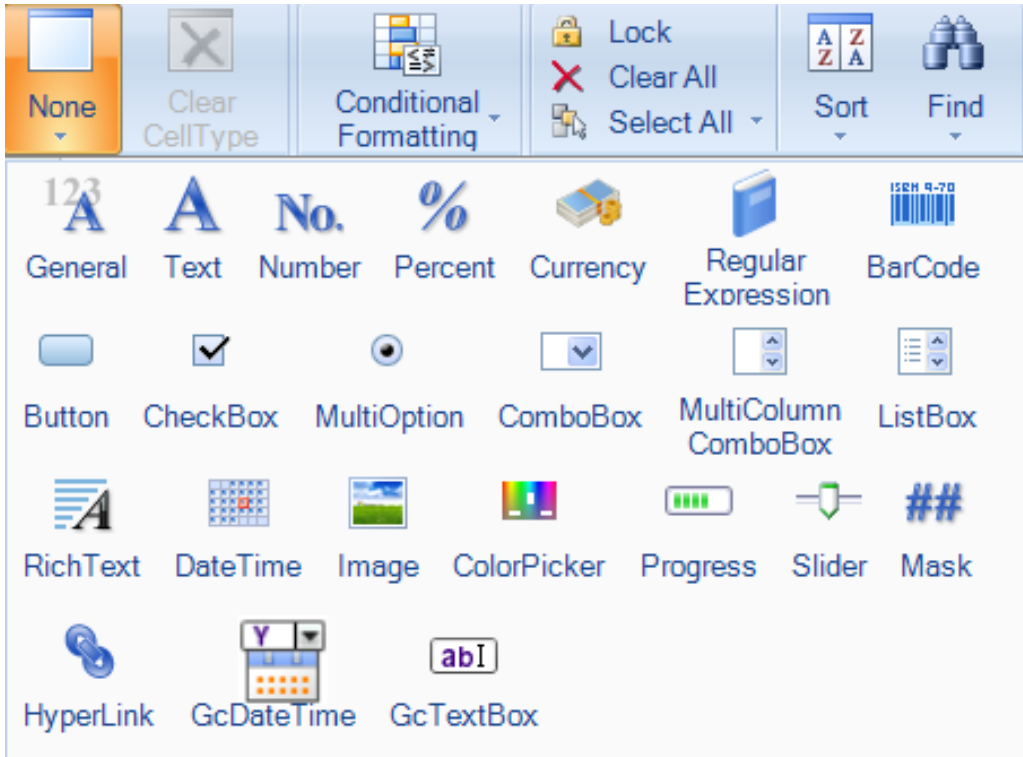 None
Clear
CellType
Conditional
Formatting
Lock
Clear All
Select All
A Z
Z A
Sort
Find
123
A
A
No.
%
ISBN 9-70
General
Text
Number
Percent
Currency
Regular
Expression
BarCode
Button
CheckBox
MultiOption
ComboBox
MultiColumn
ComboBox
ListBox
A
##
RichText
DateTime
Image
ColorPicker
Progress
Slider
Mask
Y
abI
HyperLink
GcDateTime
GcTextBox